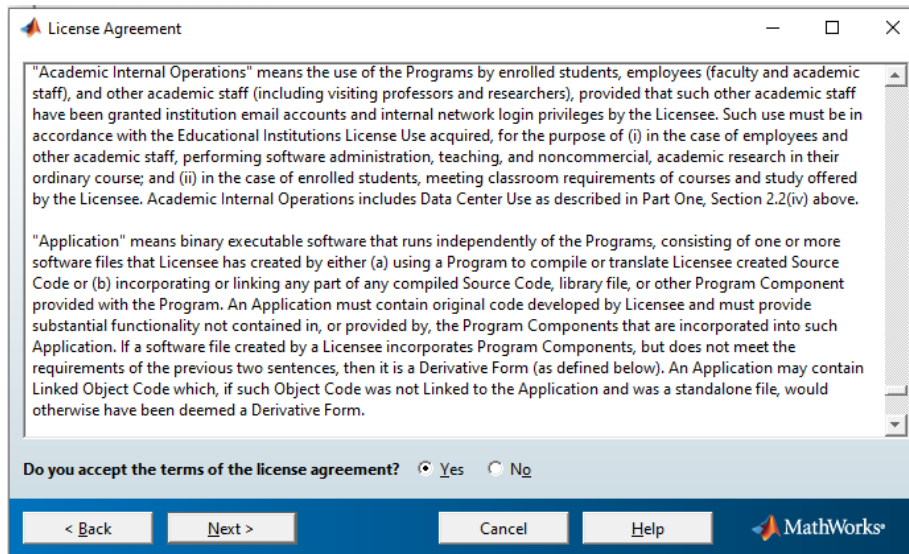 License Agreement
"Academic Internal Operations" means the use of the Programs by enrolled students, employees (faculty and academic
staff), and other academic staff (including visiting professors and researchers), provided that such other academic staff
have been granted institution email accounts and internal network login privileges by the Licensee. Such use must be in
accordance with the Educational Institutions License Use acquired, for the purpose of (i) in the case of employees and
other academic staff, performing software administration, teaching, and noncommercial, academic research in their
ordinary course; and (ii) in the case of enrolled students, meeting classroom requirements of courses and study offered
by the Licensee. Academic Internal Operations includes Data Center Use as described in Part One, Section 2.2(iv) above.
"Application" means binary executable software that runs independently of the Programs, consisting of one or more
software files that Licensee has created by either (a) using a Program to compile or translate Licensee created Source
Code or (b) incorporating or linking any part of any compiled Source Code, library file, or other Program Component
provided with the Program. An Application must contain original code developed by Licensee and must provide
substantial functionality not contained in, or provided by, the Program Components that are incorporated into such
Application. If a software file created by a Licensee incorporates Program Components, but does not meet the
requirements of the previous two sentences, then it is a Derivative Form (as defined below). An Application may contain
Linked Object Code which, if such Object Code was not Linked to the Application and was a standalone file, would
otherwise have been deemed a Derivative Form.
Do you accept the terms of the license agreement? Yes No
< Back Next > Cancel Help MathWorks®